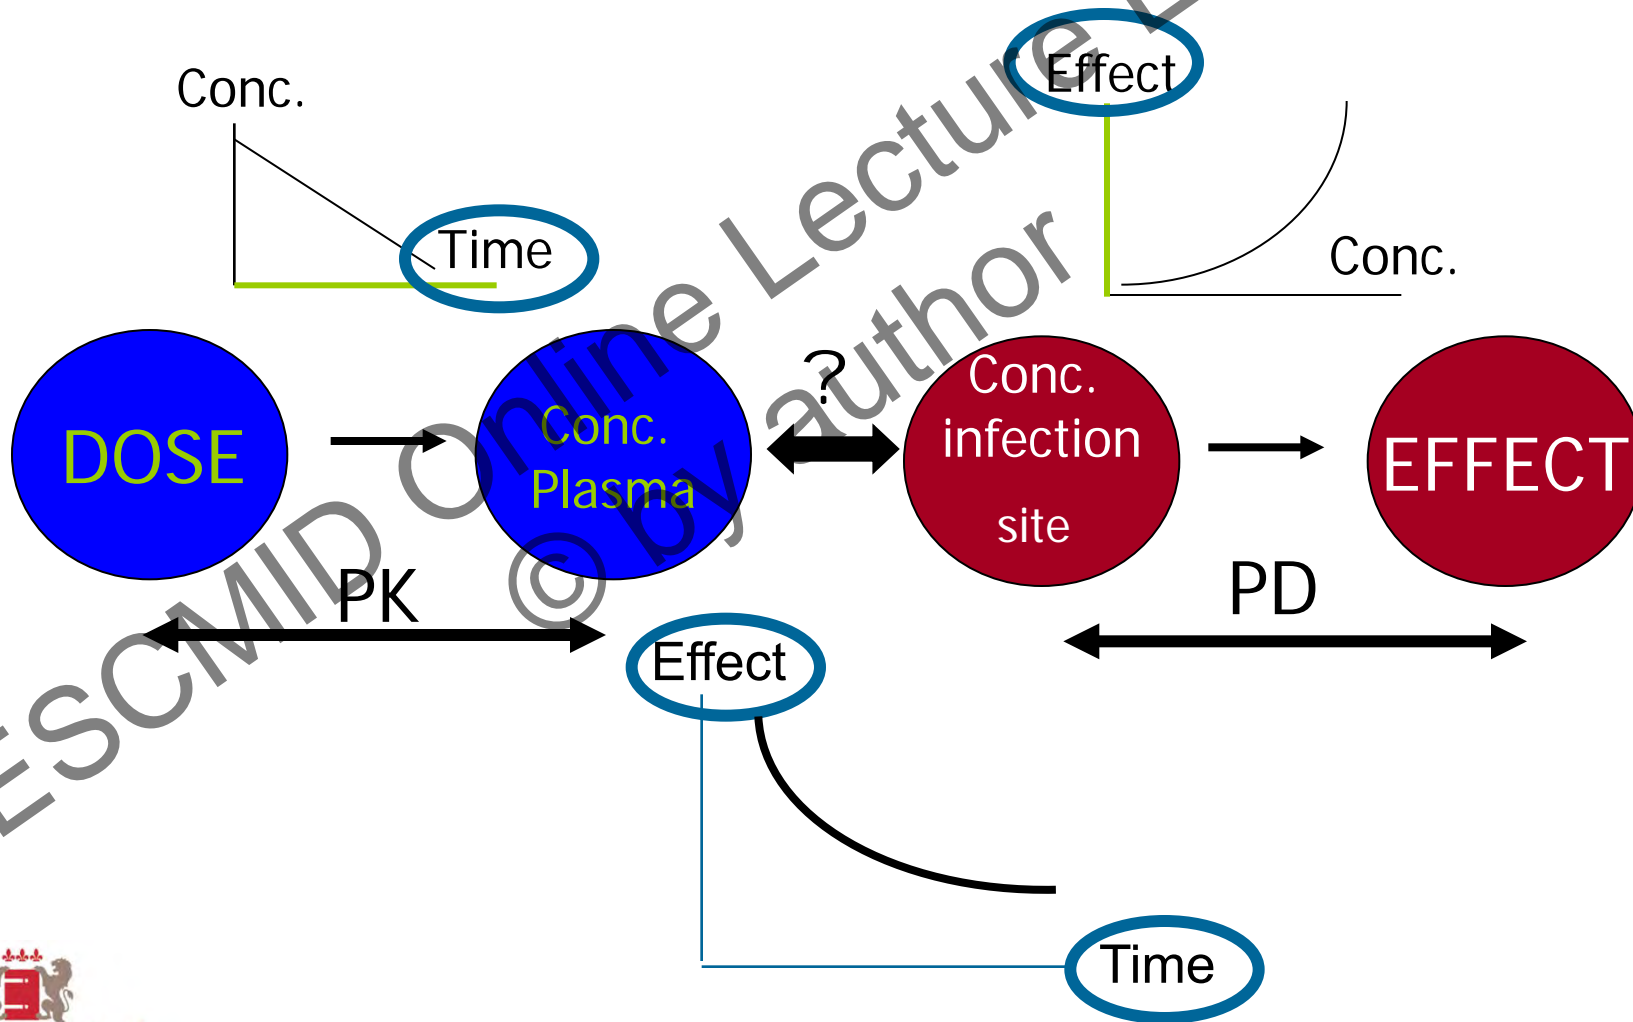 Conc.
Time
Effect
Conc.
DOSE
Conc.
Plasma
?
Conc.
infection
site
EFFECT
PK
PD
Effect
Time
ESCMID Online Lecture L
© by author